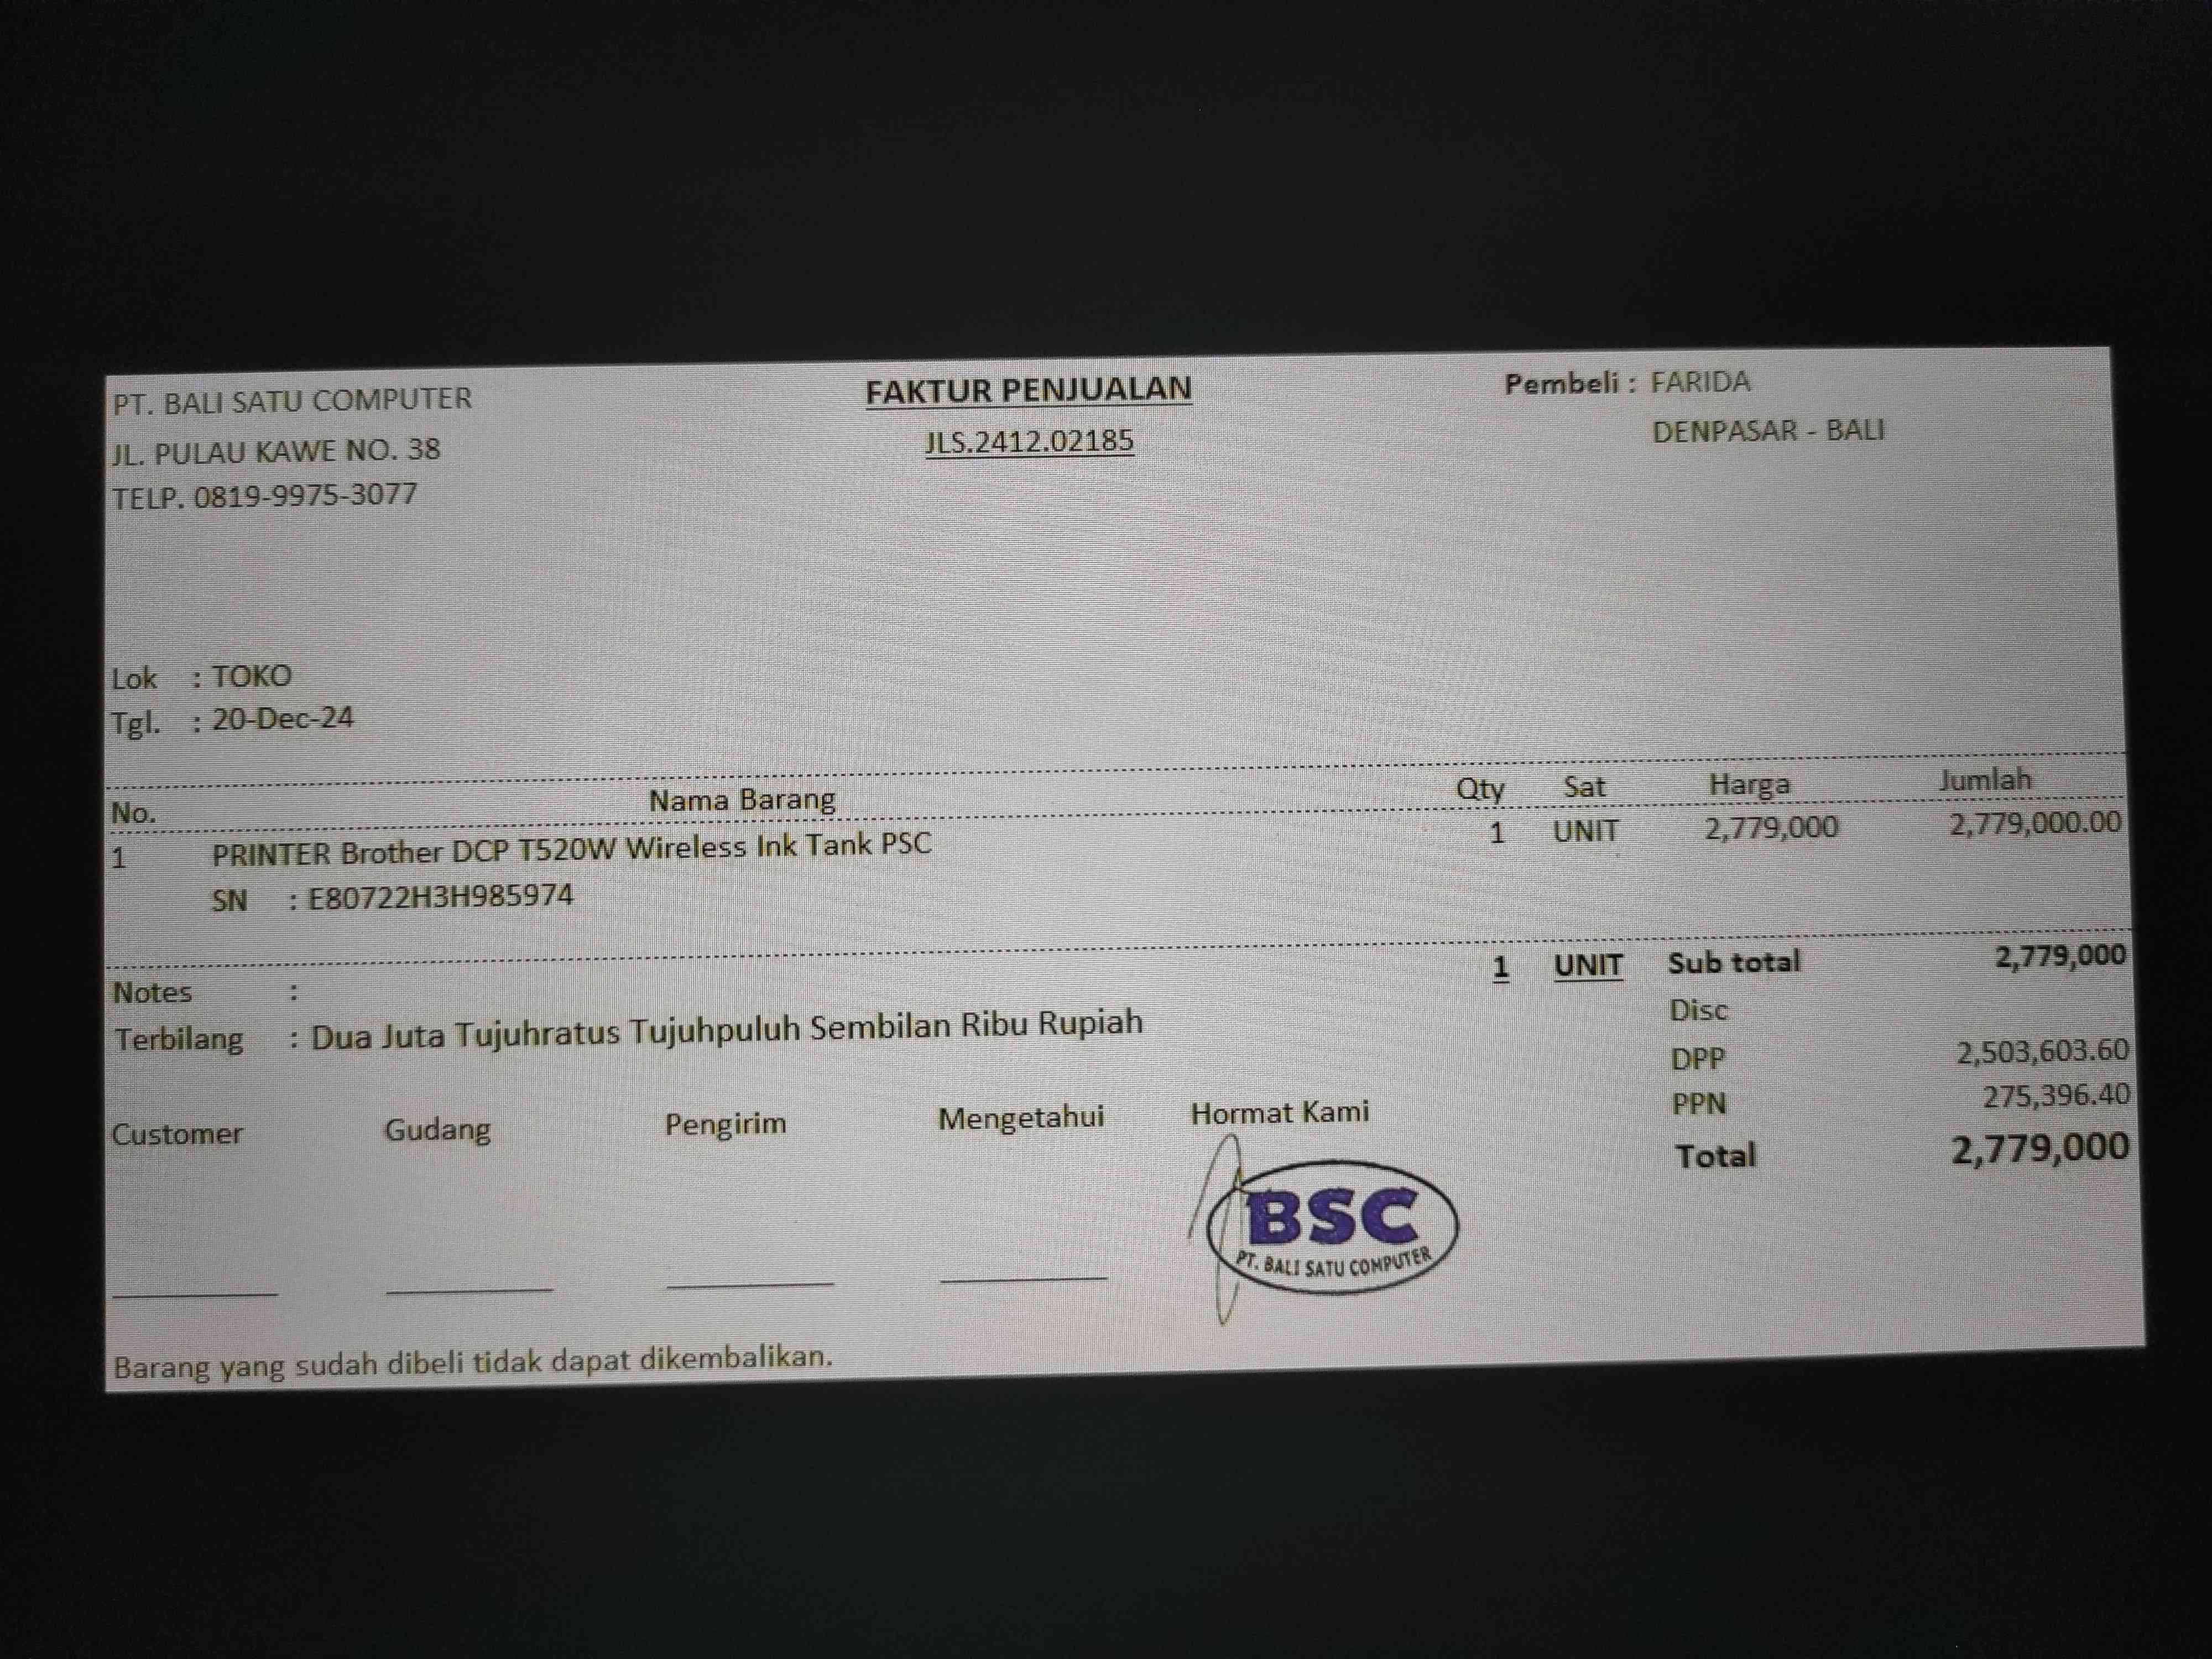 PT. BALI SATU COMPUTER
JL. PULAU KAWE NO. 38
TELP. 0819-9975-3077
FAKTUR PENJUALAN
JLS.2412.02185
Pembeli : FARIDA
DENPASAR - BALI
Lok : TOKO
Tgl. : 20-Dec-24
No. Nama Barang Qty Sat Harga Jumlah
1 PRINTER Brother DCP T520W Wireless Ink Tank PSC 1 UNIT 2,779,000 2,779,000.00
SN : E80722H3H985974
1 UNIT Sub total 2,779,000
Notes :
Disc
Terbilang : Dua Juta Tujuhratus Tujuhpuluh Sembilan Ribu Rupiah
DPP 2,503,603.60
PPN 275,396.40
Total 2,779,000
Customer Gudang Pengirim Mengetahui Hormat Kami
BSC
PT. BALI SATU COMPUTER
Barang yang sudah dibeli tidak dapat dikembalikan.